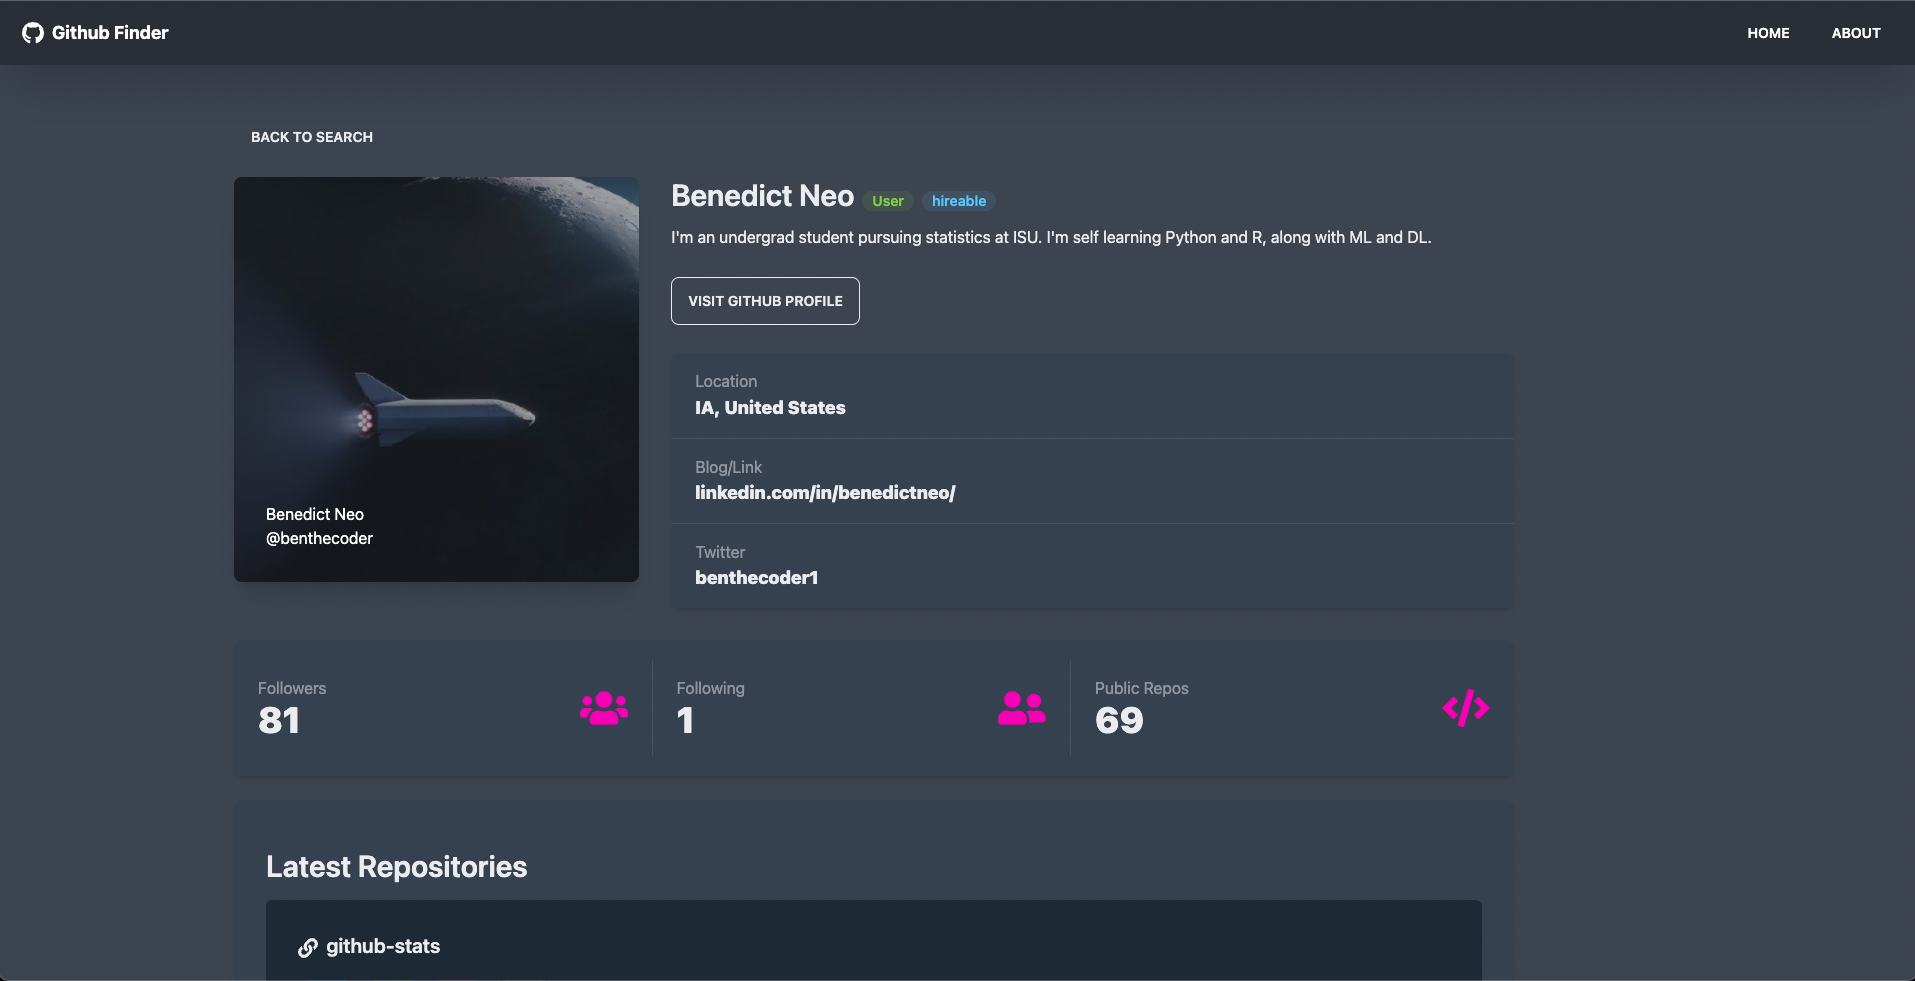 Github Finder
HOME
ABOUT
BACK TO SEARCH
Benedict Neo
@benthecoder
Benedict Neo User hireable
I'm an undergrad student pursuing statistics at ISU. I'm self learning Python and R, along with ML and DL.
VISIT GITHUB PROFILE
Location
IA, United States
Blog/Link
linkedin.com/in/benedictneo/
Twitter
benthecoder1
Followers
81
Following
1
Public Repos
69
Latest Repositories
github-stats